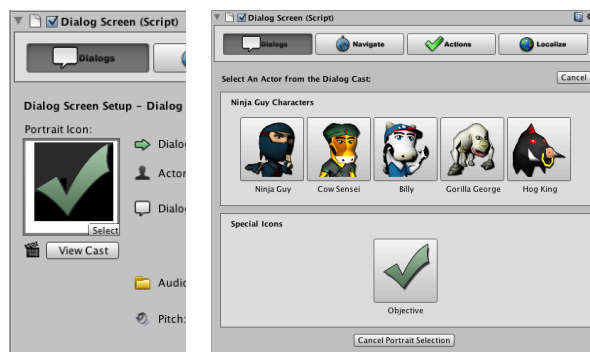 Dialog Screen (Script)
Dialogs
Dialog Screen Setup - Dialog
Portrait Icon:
Select
View Cast
Dialo
Actor
Dialo
Audio
Pitch:
Dialog Screen (Script)
Dialogs
Navigate
Actions
Localize
Select An Actor from the Dialog Cast:
Cancel
Ninja Guy Characters
Ninja Guy
Cow Sensei
Billy
Gorilla George
Hog King
Special Icons
Objective
Cancel Portrait Selection